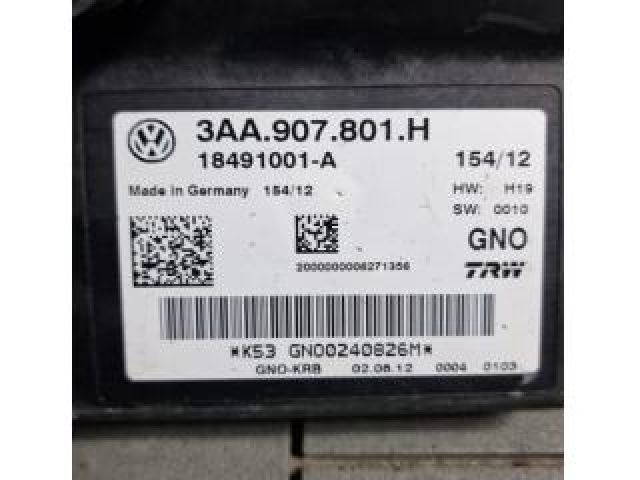 3AA.907.801.H
18491001-A 154/12
Made in Germany 154/12 HW: H19
SW: 0010
GNO
2000000006271356 TRW
*K53 GN00240826M*
GNO-KRB 02.06.12 0004 0103